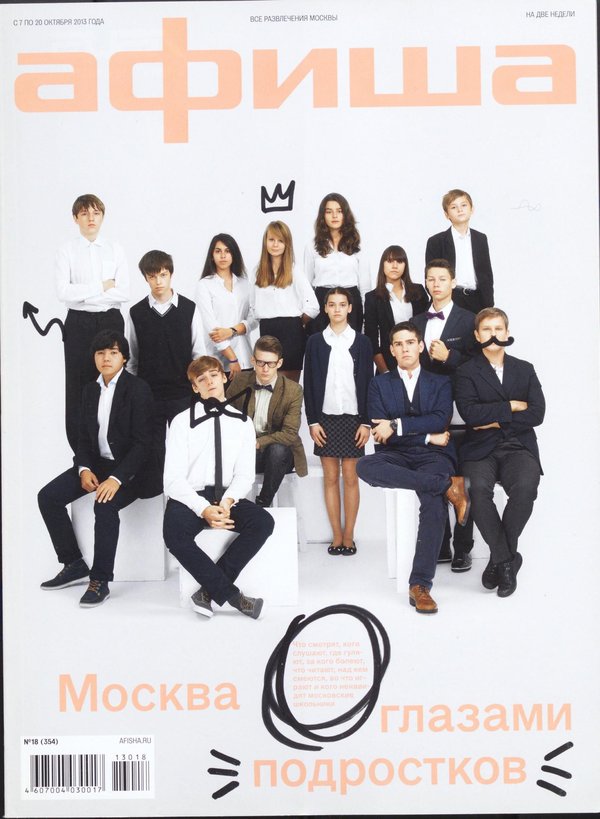 С 7 ПО 20 ОКТЯБРЯ 2013 ГОДА
ВСЕ РАЗВЛЕЧЕНИЯ МОСКВЫ
НА ДВЕ НЕДЕЛИ
афиша
Что смотрят, кого
слушают, где гуля-
ют, за кого болеют,
что читают, над кем
смеются, во что иг-
рают и кого ненави-
дят московские
школьники
Москва
глазами
подростков
№18 (354)
AFISHA.RU
13018
4 607004 030017